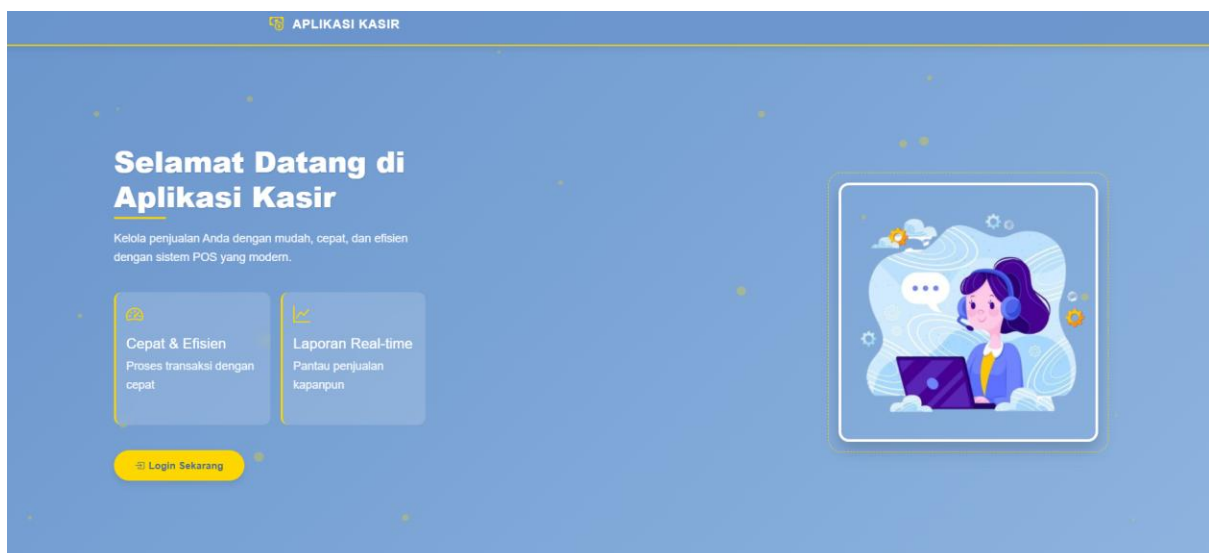 APLIKASI KASIR
Selamat Datang di
Aplikasi Kasir
Kelola penjualan Anda dengan mudah, cepat, dan efisien
dengan sistem POS yang modern.
Cepat & Efisien
Proses transaksi dengan
cepat
Laporan Real-time
Pantau penjualan
kapanpun
Login Sekarang